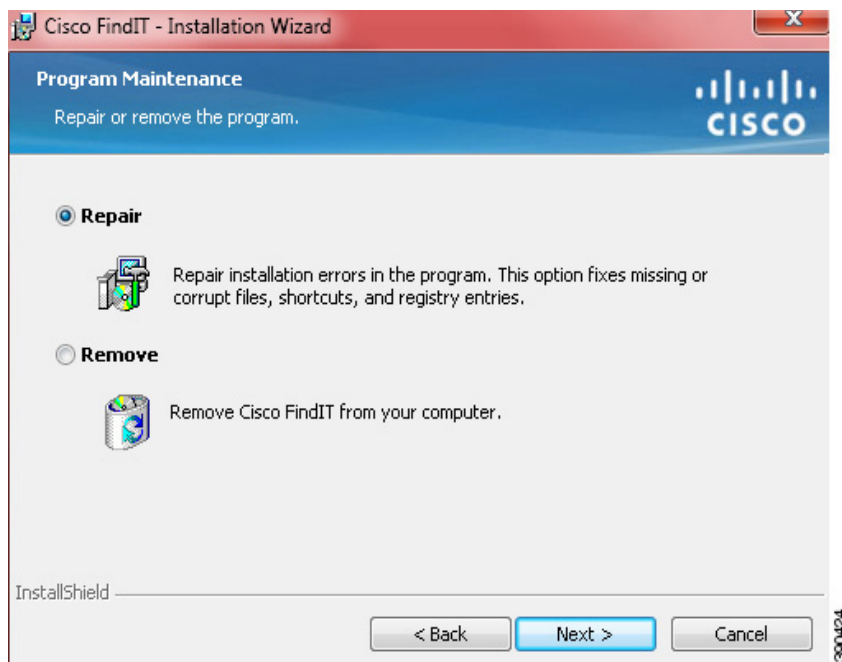 Cisco FindIT - Installation Wizard
X
Program Maintenance
Repair or remove the program.
CISCO
Repair
Repair installation errors in the program. This option fixes missing or
corrupt files, shortcuts, and registry entries.
Remove
Remove Cisco FindIT from your computer.
InstallShield
< Back
Next >
Cancel
390424